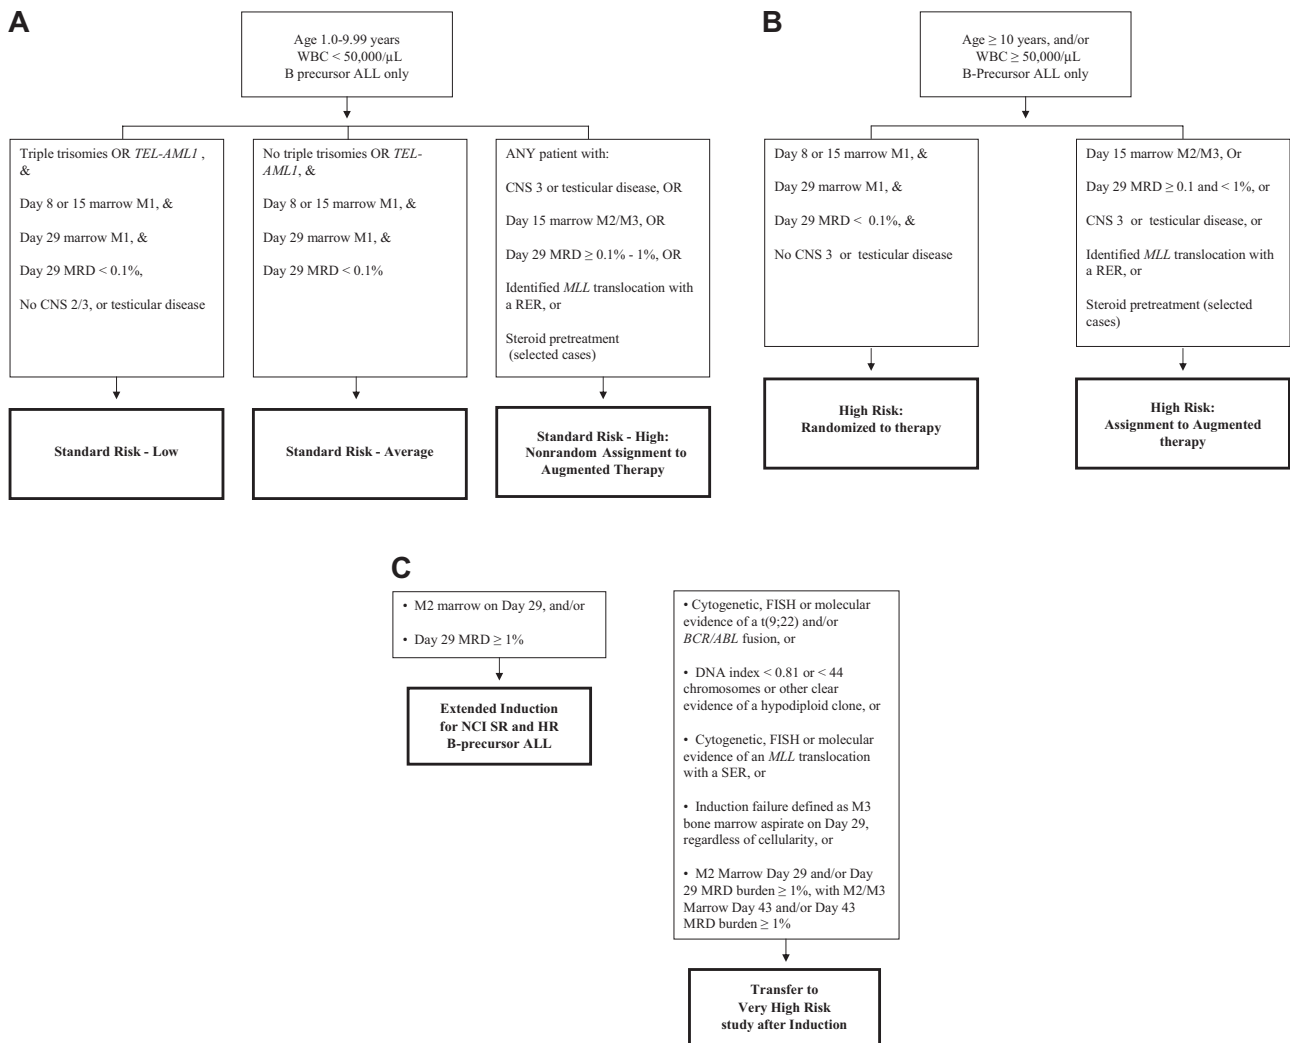 A
Age 1.0-9.99 years
WBC < 50,000/µL
B precursor ALL only
Triple trisomies OR TEL-AML1 ,
&
Day 8 or 15 marrow M1, &
Day 29 marrow M1, &
Day 29 MRD < 0.1%,
No CNS 2/3, or testicular disease
Standard Risk - Low
No triple trisomies OR TEL-
AML1, &
Day 8 or 15 marrow M1, &
Day 29 marrow M1, &
Day 29 MRD < 0.1%
Standard Risk - Average
ANY patient with:
CNS 3 or testicular disease, OR
Day 15 marrow M2/M3, OR
Day 29 MRD ≥ 0.1% - 1%, OR
Identified MLL translocation with
a RER, or
Steroid pretreatment
(selected cases)
Standard Risk - High:
Nonrandom Assignment to
Augmented Therapy
B
Age ≥ 10 years, and/or
WBC ≥ 50,000/µL
B-Precursor ALL only
Day 8 or 15 marrow M1, &
Day 29 marrow M1, &
Day 29 MRD < 0.1%, &
No CNS 3 or testicular disease
High Risk:
Randomized to therapy
Day 15 marrow M2/M3, Or
Day 29 MRD ≥ 0.1 and < 1%, or
CNS 3 or testicular disease, or
Identified MLL translocation with
a RER, or
Steroid pretreatment (selected
cases)
High Risk:
Assignment to Augmented
therapy
C
• M2 marrow on Day 29, and/or
• Day 29 MRD ≥ 1%
Extended Induction
for NCI SR and HR
B-precursor ALL
• Cytogenetic, FISH or molecular
evidence of a t(9;22) and/or
BCR/ABL fusion, or
• DNA index < 0.81 or < 44
chromosomes or other clear
evidence of a hypodiploid clone, or
• Cytogenetic, FISH or molecular
evidence of an MLL translocation
with a SER, or
• Induction failure defined as M3
bone marrow aspirate on Day 29,
regardless of cellularity, or
• M2 Marrow Day 29 and/or Day
29 MRD burden ≥ 1%, with M2/M3
Marrow Day 43 and/or Day 43
MRD burden ≥ 1%
Transfer to
Very High Risk
study after Induction